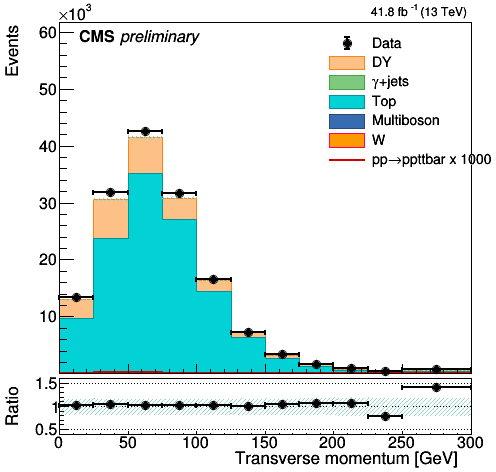 ×10³
41.8 fb⁻¹ (13 TeV)
CMS preliminary
Events
60
50
40
30
20
10
Data
DY
γ+jets
Top
Multiboson
W
pp→ppttbar x 1000
Ratio
1.5
1
0.5
0 50 100 150 200 250 300
Transverse momentum [GeV]